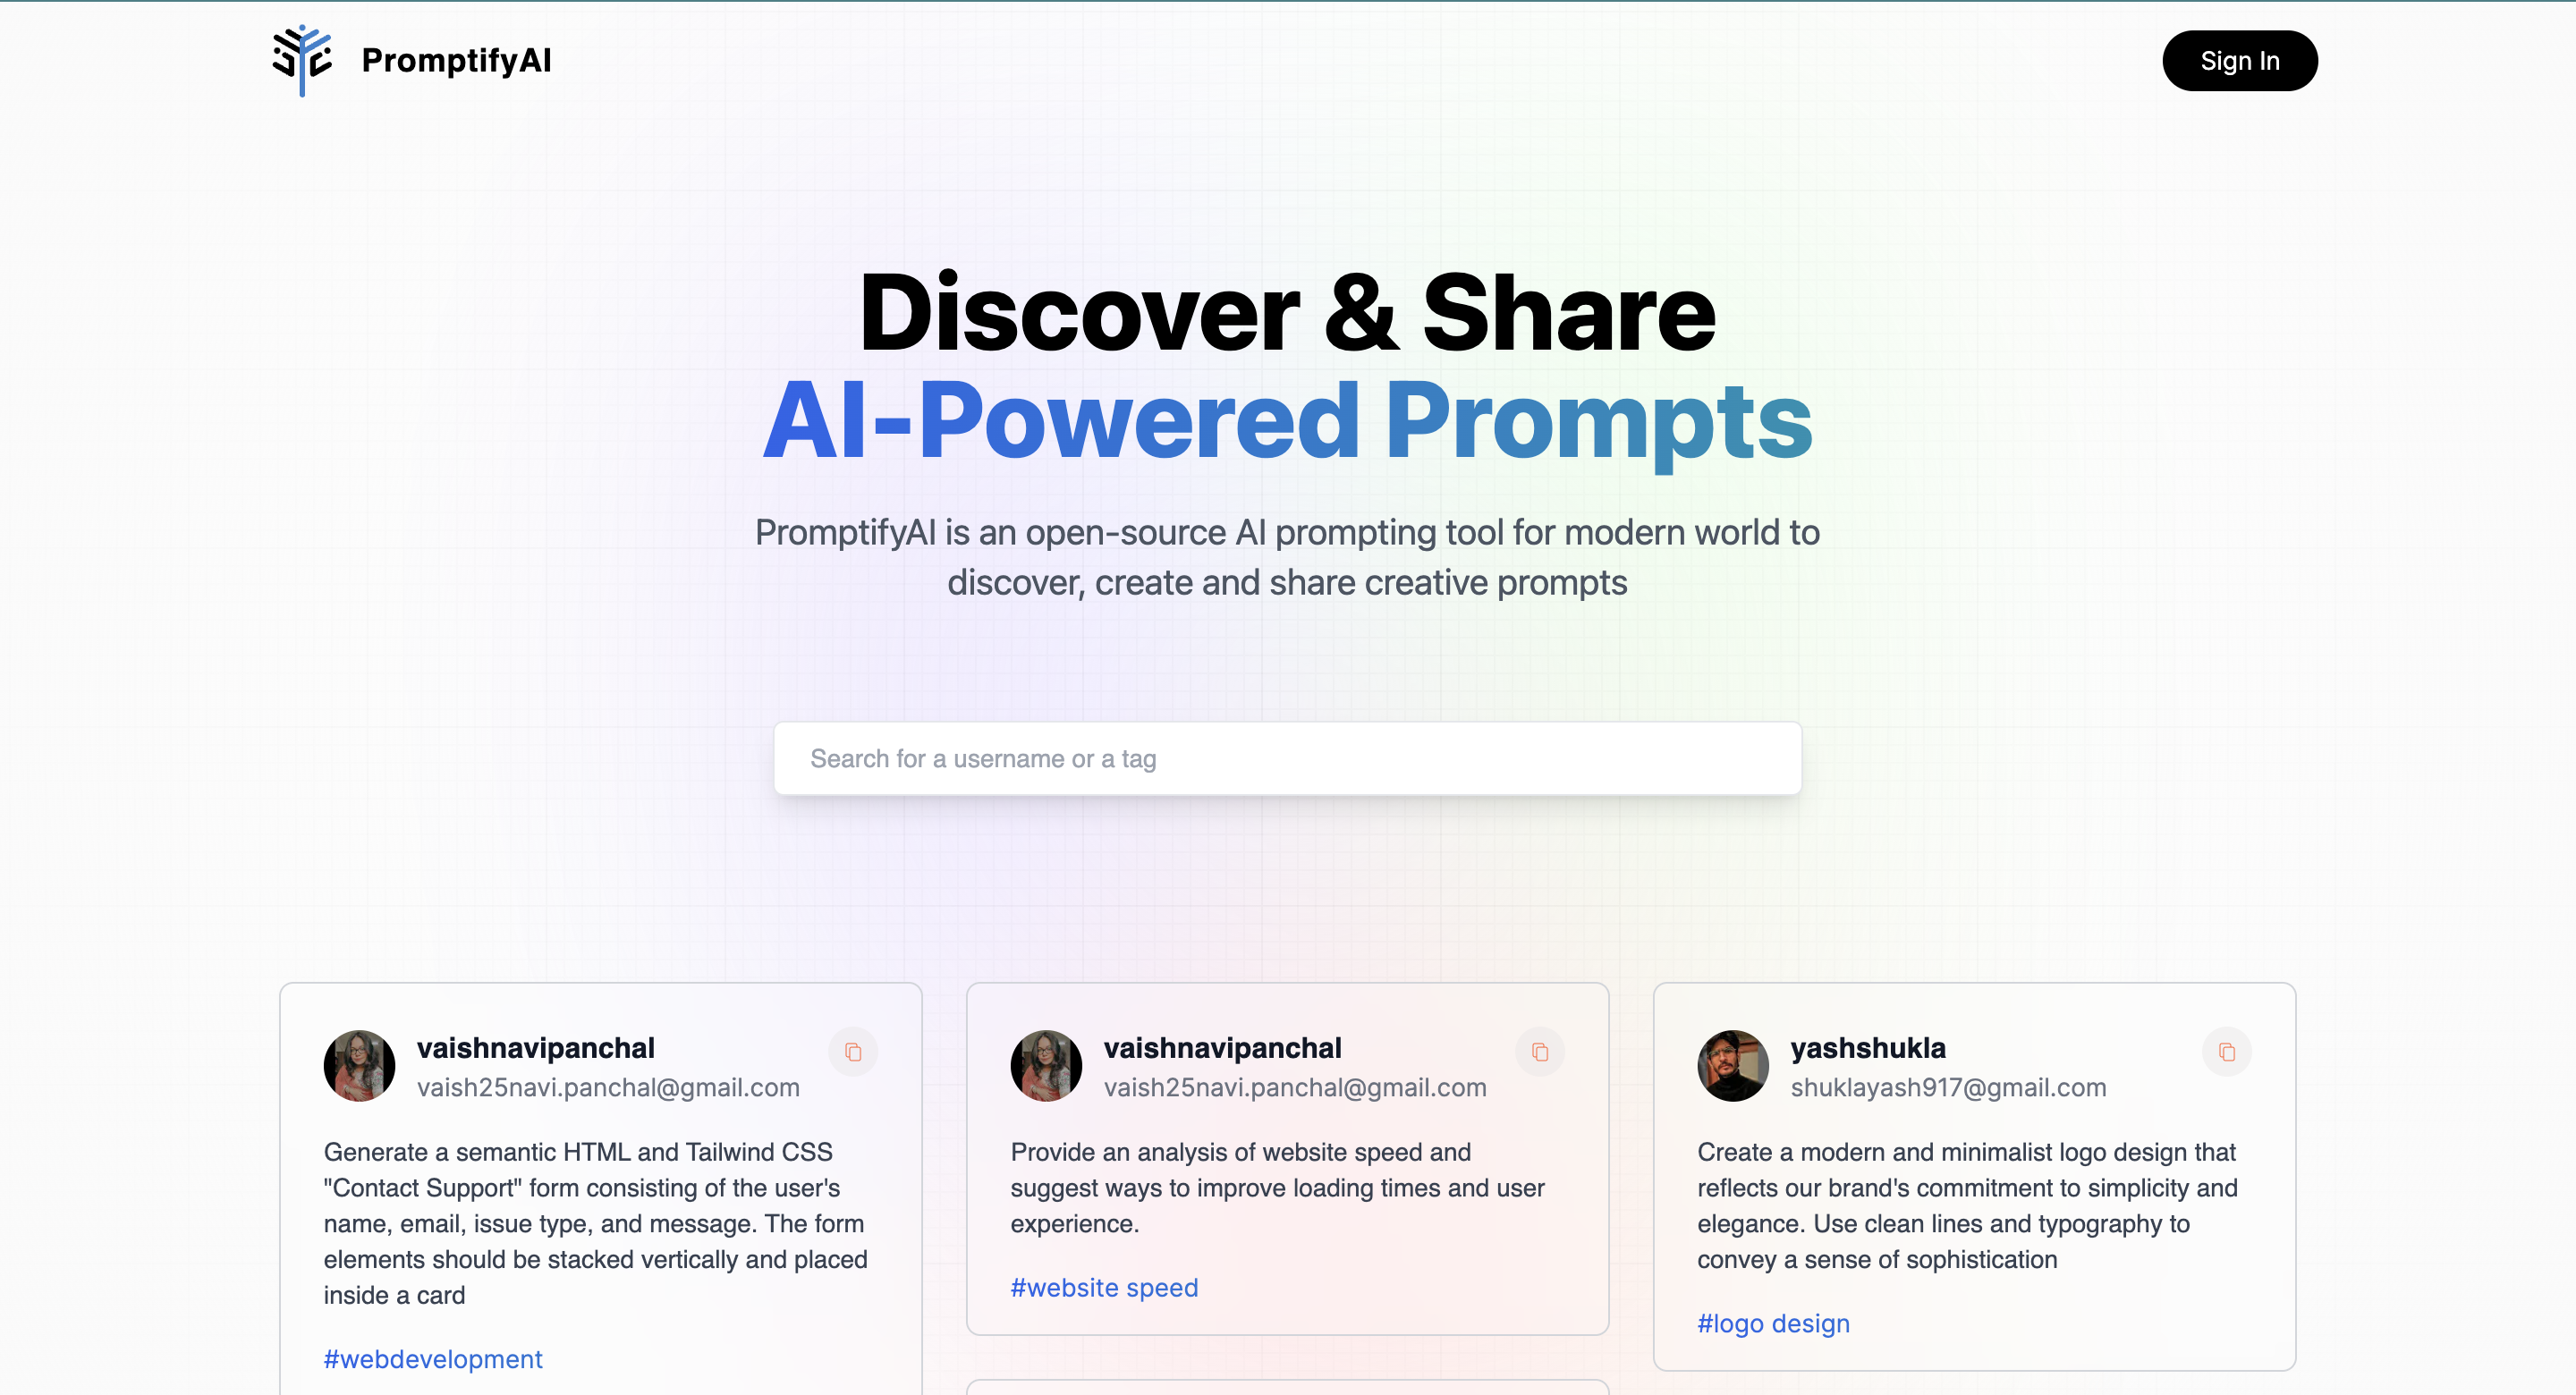 PromptifyAI
Sign In
Discover & Share
AI-Powered Prompts
PromptifyAI is an open-source AI prompting tool for modern world to
discover, create and share creative prompts
Search for a username or a tag
vaishnavipanchal
vaish25navi.panchal@gmail.com
Generate a semantic HTML and Tailwind CSS
"Contact Support" form consisting of the user's
name, email, issue type, and message. The form
elements should be stacked vertically and placed
inside a card
#webdevelopment
vaishnavipanchal
vaish25navi.panchal@gmail.com
Provide an analysis of website speed and
suggest ways to improve loading times and user
experience.
#website speed
yashshukla
shuklayash917@gmail.com
Create a modern and minimalist logo design that
reflects our brand's commitment to simplicity and
elegance. Use clean lines and typography to
convey a sense of sophistication
#logo design